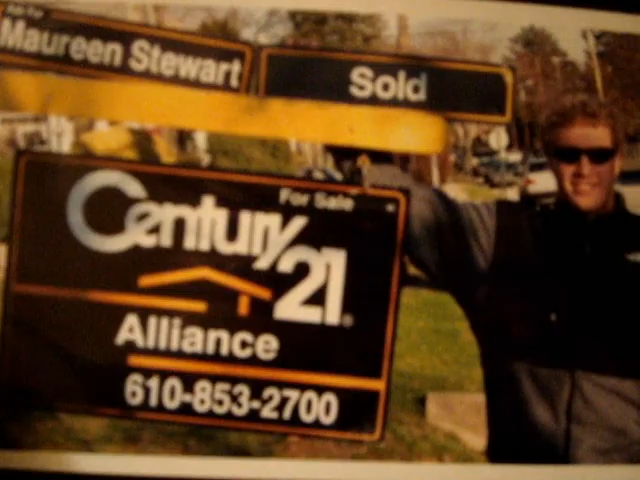 Maureen Stewart
Sold
For Sale
Century 21
Alliance
610-853-2700